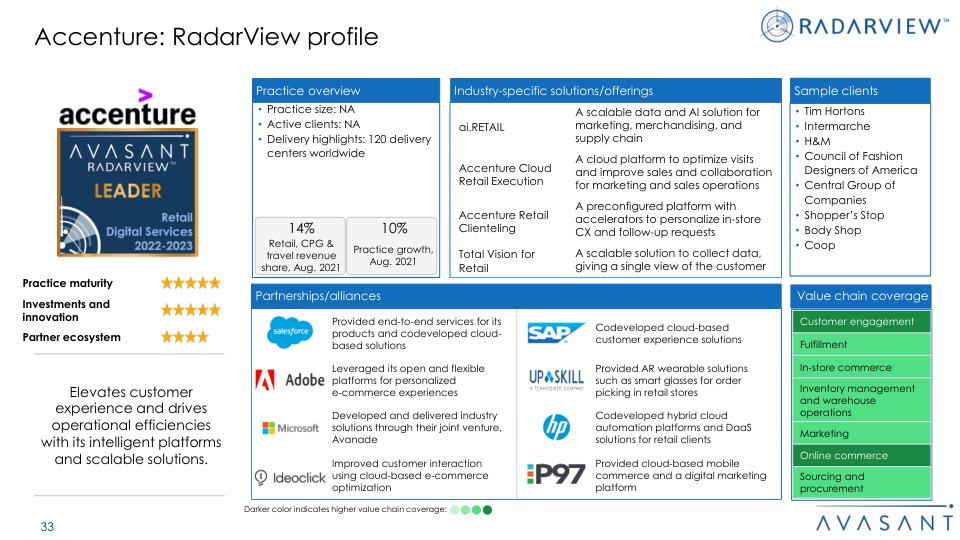 Accenture: RadarView profile
RADARVIEW™
accenture
AVASANT
RADARVIEW™
LEADER
Retail
Digital Services
2022-2023
Practice maturity
Investments and
innovation
Partner ecosystem
Elevates customer
experience and drives
operational efficiencies
with its intelligent platforms
and scalable solutions.
Practice overview
• Practice size: NA
• Active clients: NA
• Delivery highlights: 120 delivery
centers worldwide
14%
Retail, CPG &
travel revenue
share, Aug. 2021
10%
Practice growth,
Aug. 2021
Industry-specific solutions/offerings
ai.RETAIL
A scalable data and AI solution for
marketing, merchandising, and
supply chain
Accenture Cloud
Retail Execution
A cloud platform to optimize visits
and improve sales and collaboration
for marketing and sales operations
Accenture Retail
Clienteling
A preconfigured platform with
accelerators to personalize in-store
CX and follow-up requests
Total Vision for
Retail
A scalable solution to collect data,
giving a single view of the customer
Sample clients
• Tim Hortons
• Intermarche
• H&M
• Council of Fashion
Designers of America
• Central Group of
Companies
• Shopper's Stop
• Body Shop
• Coop
Partnerships/alliances
salesforce
Provided end-to-end services for its
products and codeveloped cloud-
based solutions
Adobe
Leveraged its open and flexible
platforms for personalized
e-commerce experiences
Microsoft
Developed and delivered industry
solutions through their joint venture,
Avanade
Ideoclick
Improved customer interaction
using cloud-based e-commerce
optimization
SAP
Codeveloped cloud-based
customer experience solutions
UPSKILL
A TEAMVIEWER COMPANY
Provided AR wearable solutions
such as smart glasses for order
picking in retail stores
hp
Codeveloped hybrid cloud
automation platforms and DaaS
solutions for retail clients
P97
Provided cloud-based mobile
commerce and a digital marketing
platform
Value chain coverage
Customer engagement
Fulfillment
In-store commerce
Inventory management
and warehouse
operations
Marketing
Online commerce
Sourcing and
procurement
Darker color indicates higher value chain coverage:
33
AVASANT